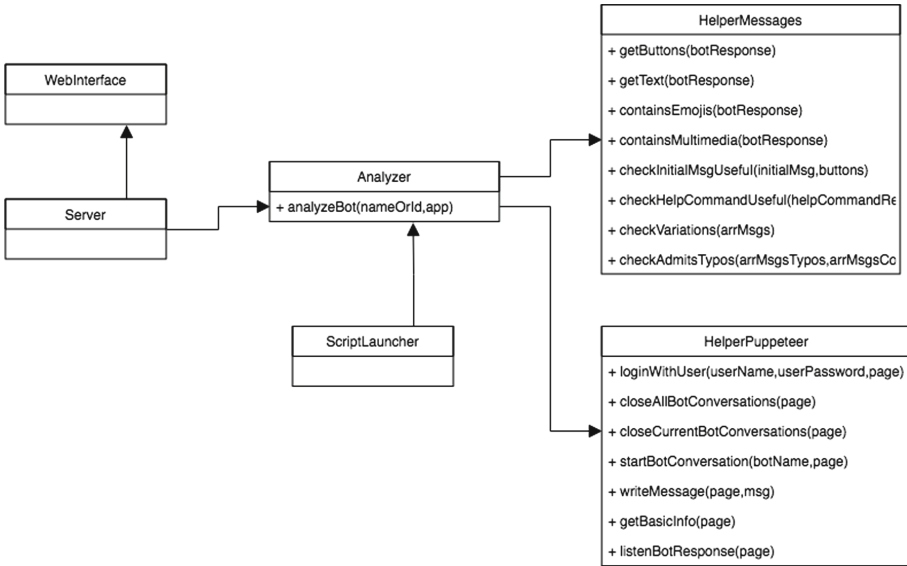 WebInterface
Server
Analyzer
+ analyzeBot(nameOrId,app)
ScriptLauncher
HelperMessages
+ getButtons(botResponse)
+ getText(botResponse)
+ containsEmojis(botResponse)
+ containsMultimedia(botResponse)
+ checkInitialMsgUseful(initialMsg,buttons)
+ checkHelpCommandUseful(helpCommandRe
+ checkVariations(arrMsgs)
+ checkAdmitsTypos(arrMsgsTypos,arrMsgsCo
HelperPuppeteer
+ loginWithUser(userName,userPassword,page)
+ closeAllBotConversations(page)
+ closeCurrentBotConversations(page)
+ startBotConversation(botName,page)
+ writeMessage(page,msg)
+ getBasicInfo(page)
+ listenBotResponse(page)